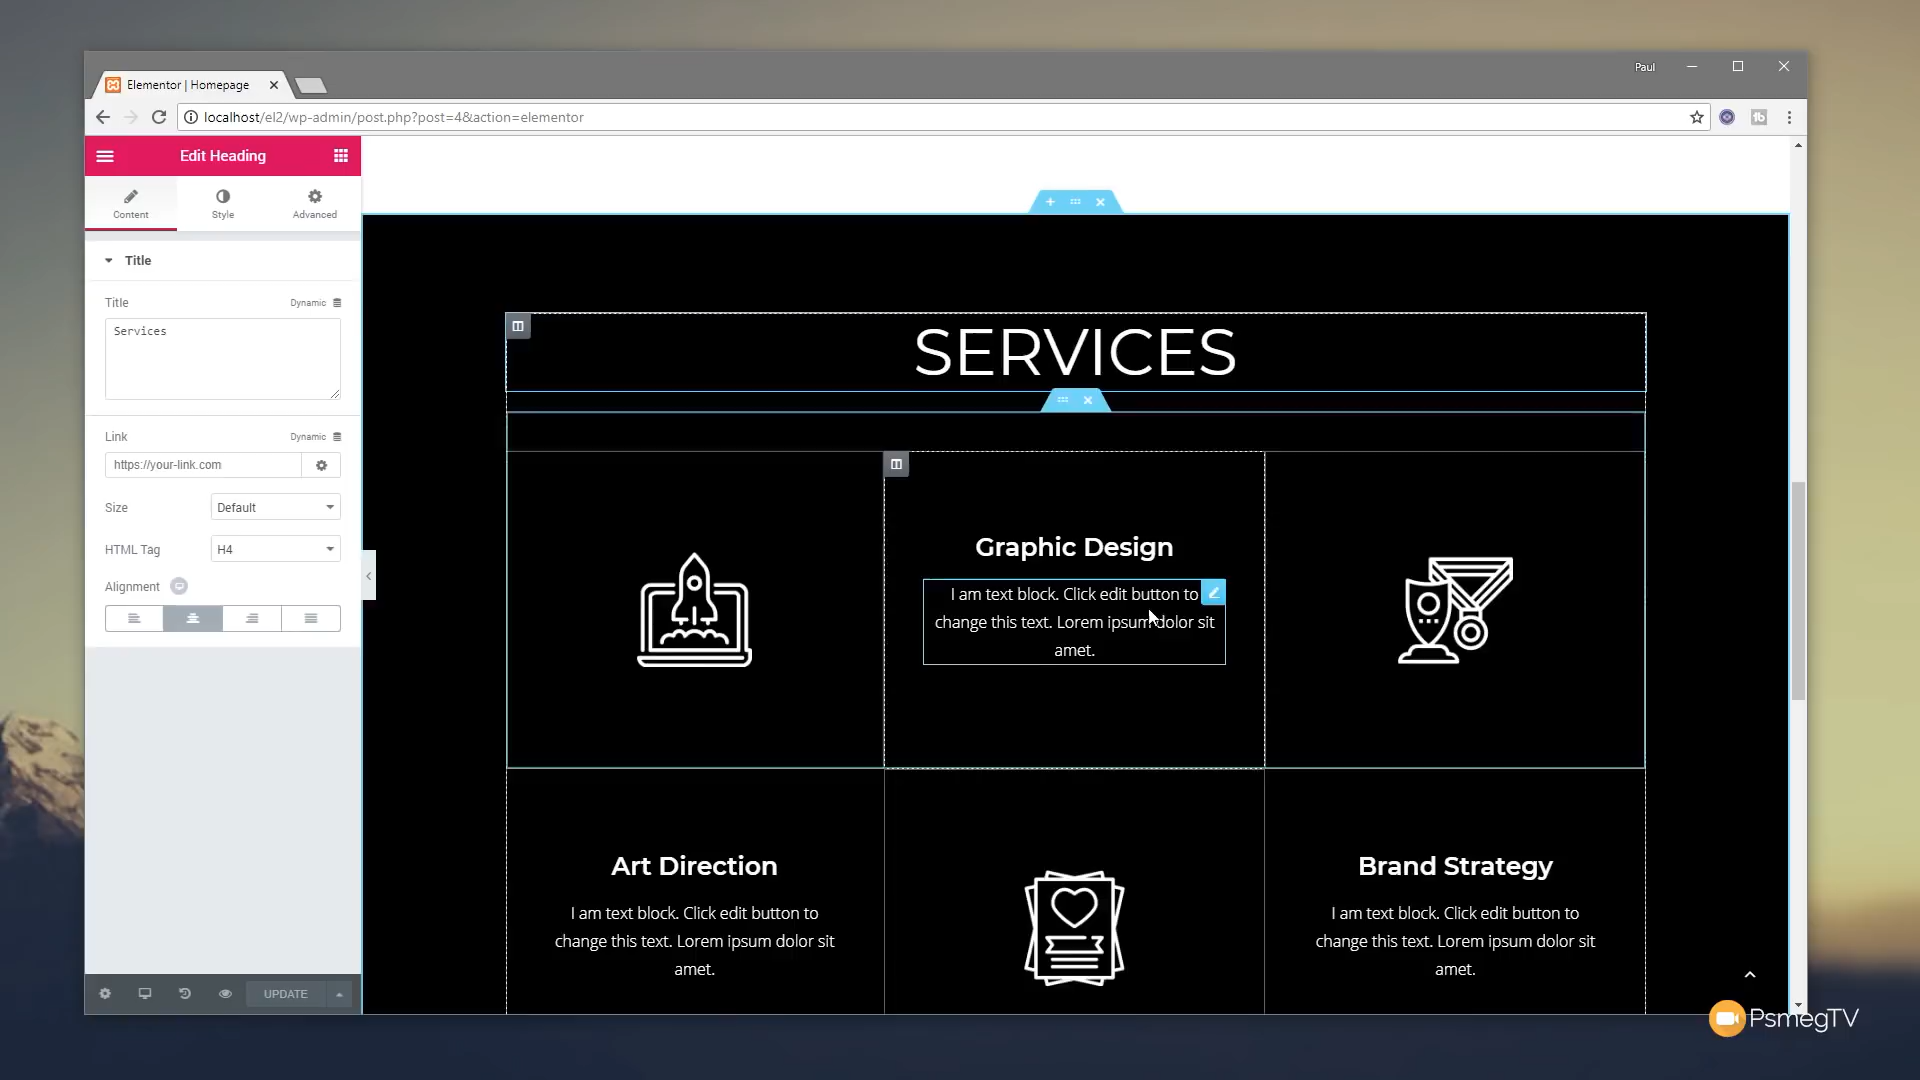 Paul
Elementor | Homepage
localhost/el2/wp-admin/post.php?post=4&action=elementor
Edit Heading
Content
Style
Advanced
Title
Title
Dynamic
Services
Link
Dynamic
https://your-link.com
Size
Default
HTML Tag
H4
Alignment
UPDATE
SERVICES
Graphic Design
I am text block. Click edit button to
change this text. Lorem ipsum dolor sit
amet.
Art Direction
I am text block. Click edit button to
change this text. Lorem ipsum dolor sit
amet.
Brand Strategy
I am text block. Click edit button to
change this text. Lorem ipsum dolor sit
amet.
PsmegTV